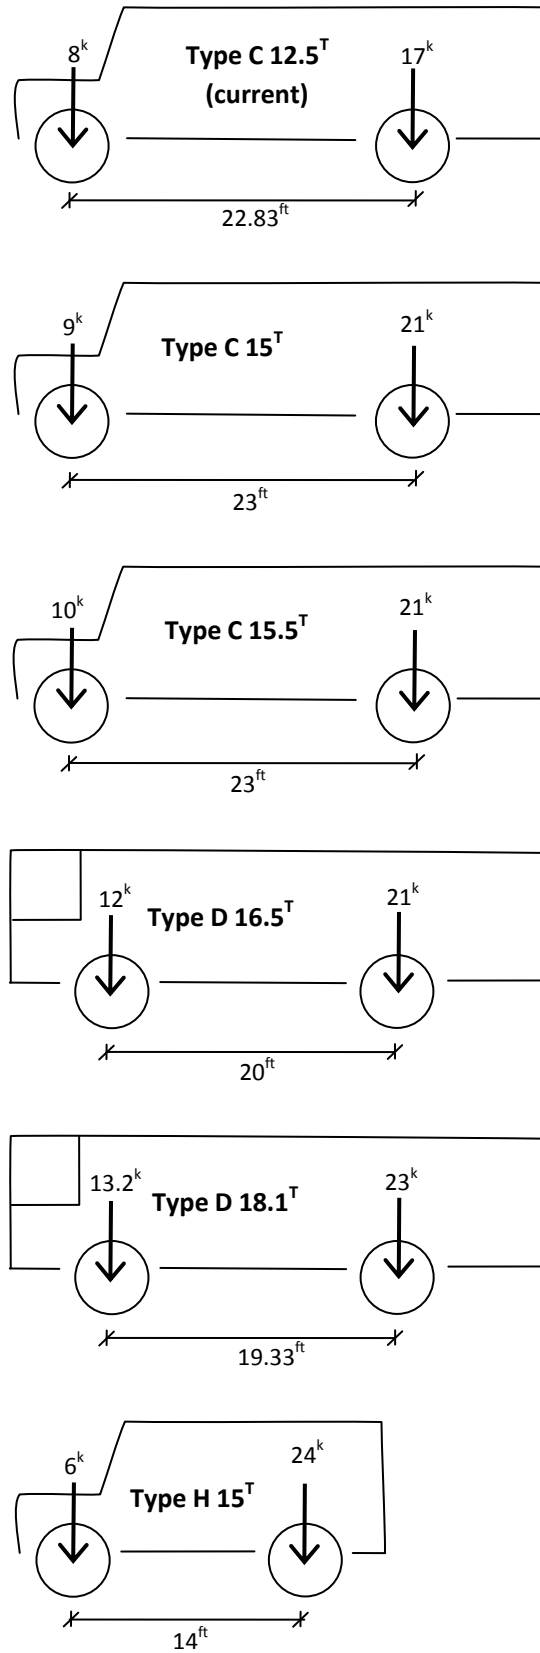 8k Type C 12.5T 17k
(current)
22.83ft
9k Type C 15T 21k
23ft
10k Type C 15.5T 21k
23ft
12k Type D 16.5T 21k
20ft
13.2k Type D 18.1T 23k
19.33ft
6k Type H 15T 24k
14ft